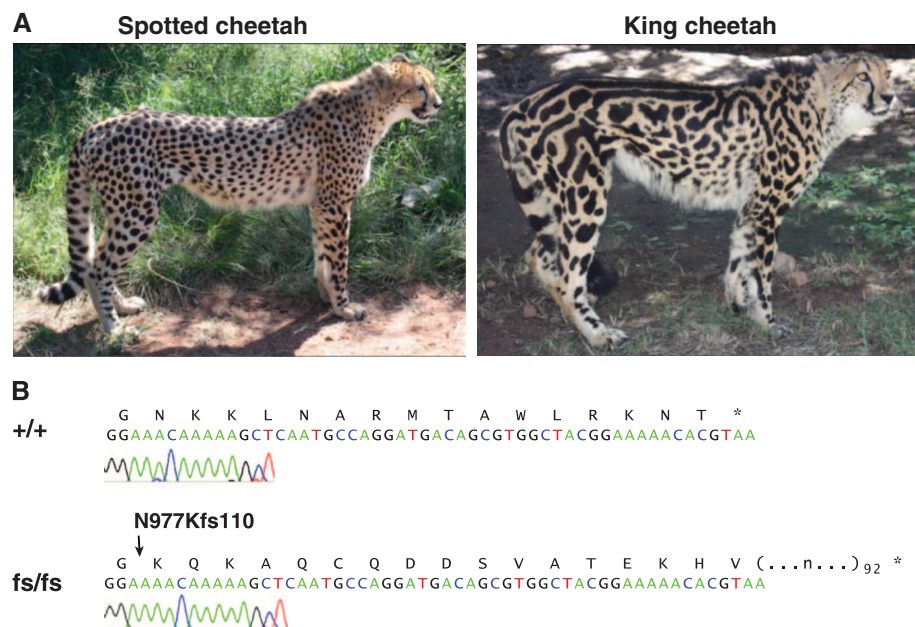 A
Spotted cheetah
King cheetah
B
G N K K L N A R M T A W L R K N T *
+/+
GGAAACAAAAAGCTCAATGCCAGGATGACAGCGTGGCTACGGAAAAACACGTAA
N977Kfs110
G K Q K A Q C Q D D S V A T E K H V (...n...)92 *
fs/fs
GGAAAACAAAAAGCTCAATGCCAGGATGACAGCGTGGCTACGGAAAAACACGTAA